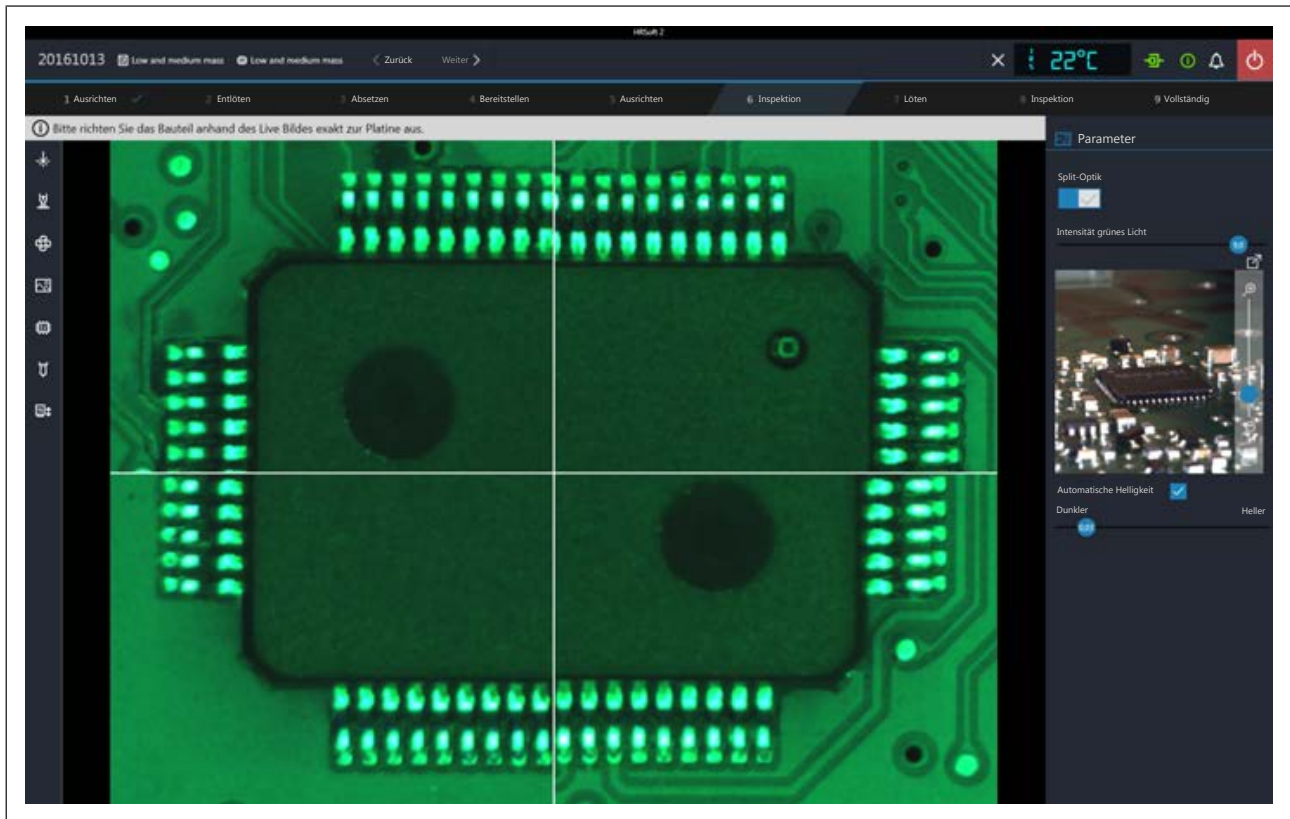 HRSoft 2
20161013 Low and medium mass Low and medium mass Zurück Weiter 22°C
1 Ausrichten 2 Entlöten 3 Absetzen 4 Bereitstellen 5 Ausrichten 6 Inspektion 7 Löten 8 Inspektion 9 Vollständig
Bitte richten Sie das Bauteil anhand des Live Bildes exakt zur Platine aus.
Parameter
Split-Optik
Intensität grünes Licht
Automatische Helligkeit
Dunkler Heller